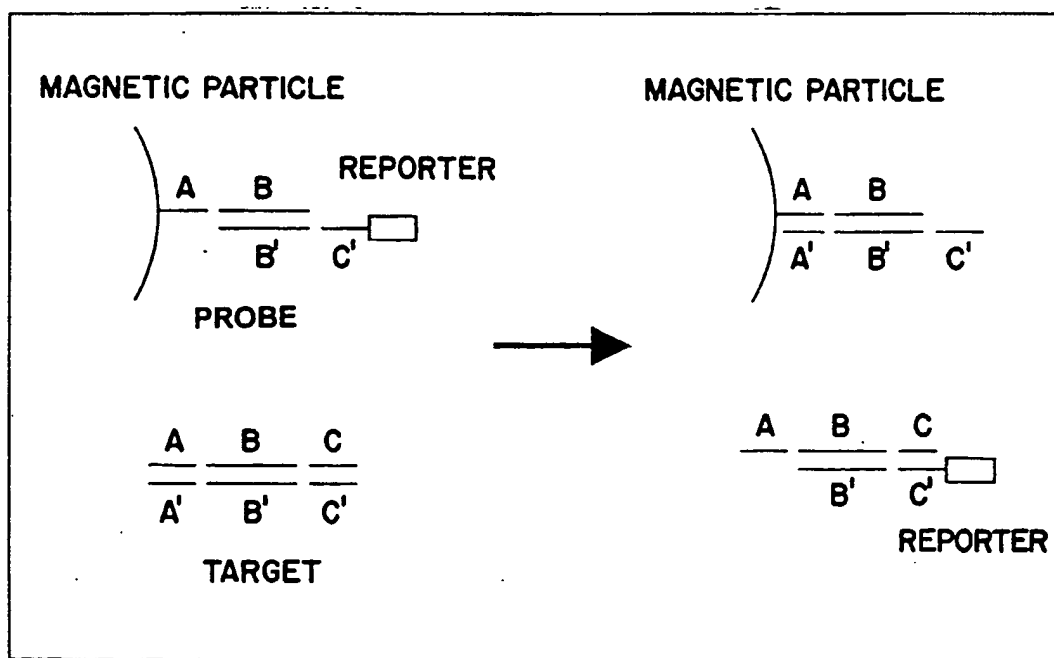 MAGNETIC PARTICLE
A B
REPORTER
B' C'
PROBE
A B C
A' B' C'
TARGET
MAGNETIC PARTICLE
A B
A' B' C'
A B C
B' C'
REPORTER